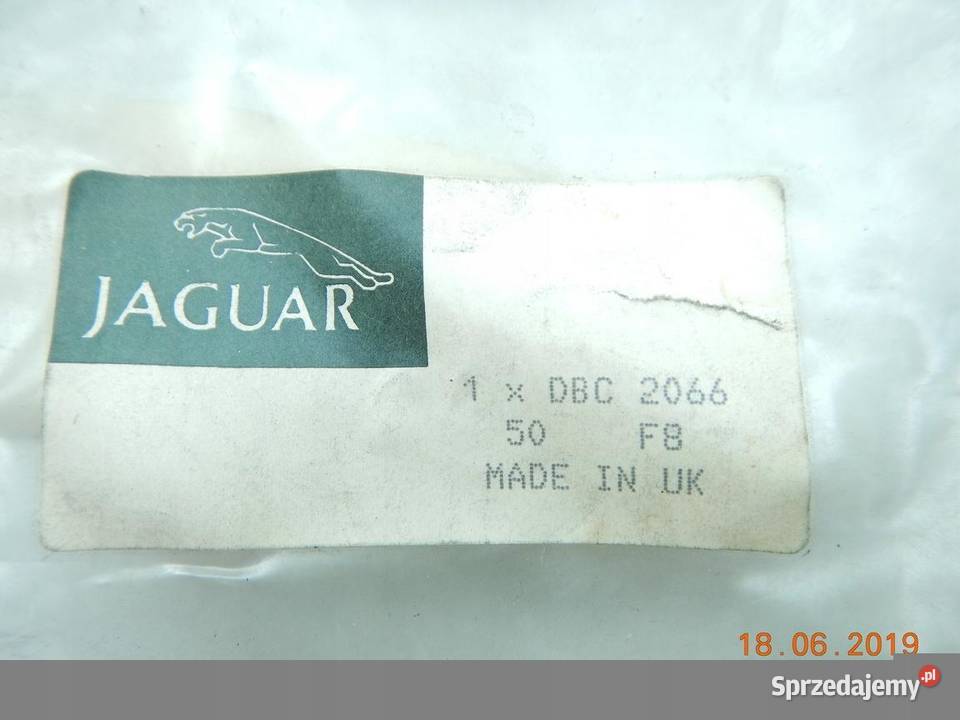 JAGUAR
1 x DBC 2066
50 F8
MADE IN UK
18.06.2019
Sprzedajemy.pl